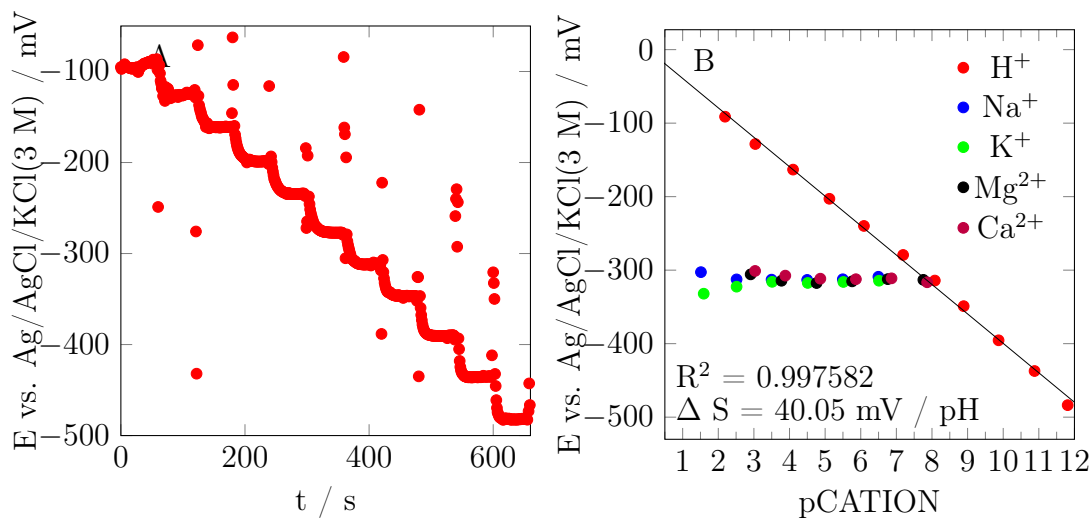 E vs. Ag/AgCl/KCl(3 M) / mV
A
−100
−200
−300
−400
−500
0
200
400
600
t / s
E vs. Ag/AgCl/KCl(3 M) / mV
B
0
−100
−200
−300
−400
−500
H⁺
Na⁺
K⁺
Mg²⁺
Ca²⁺
R² = 0.997582
Δ S = 40.05 mV / pH
1 2 3 4 5 6 7 8 9 10 11 12
pCATION